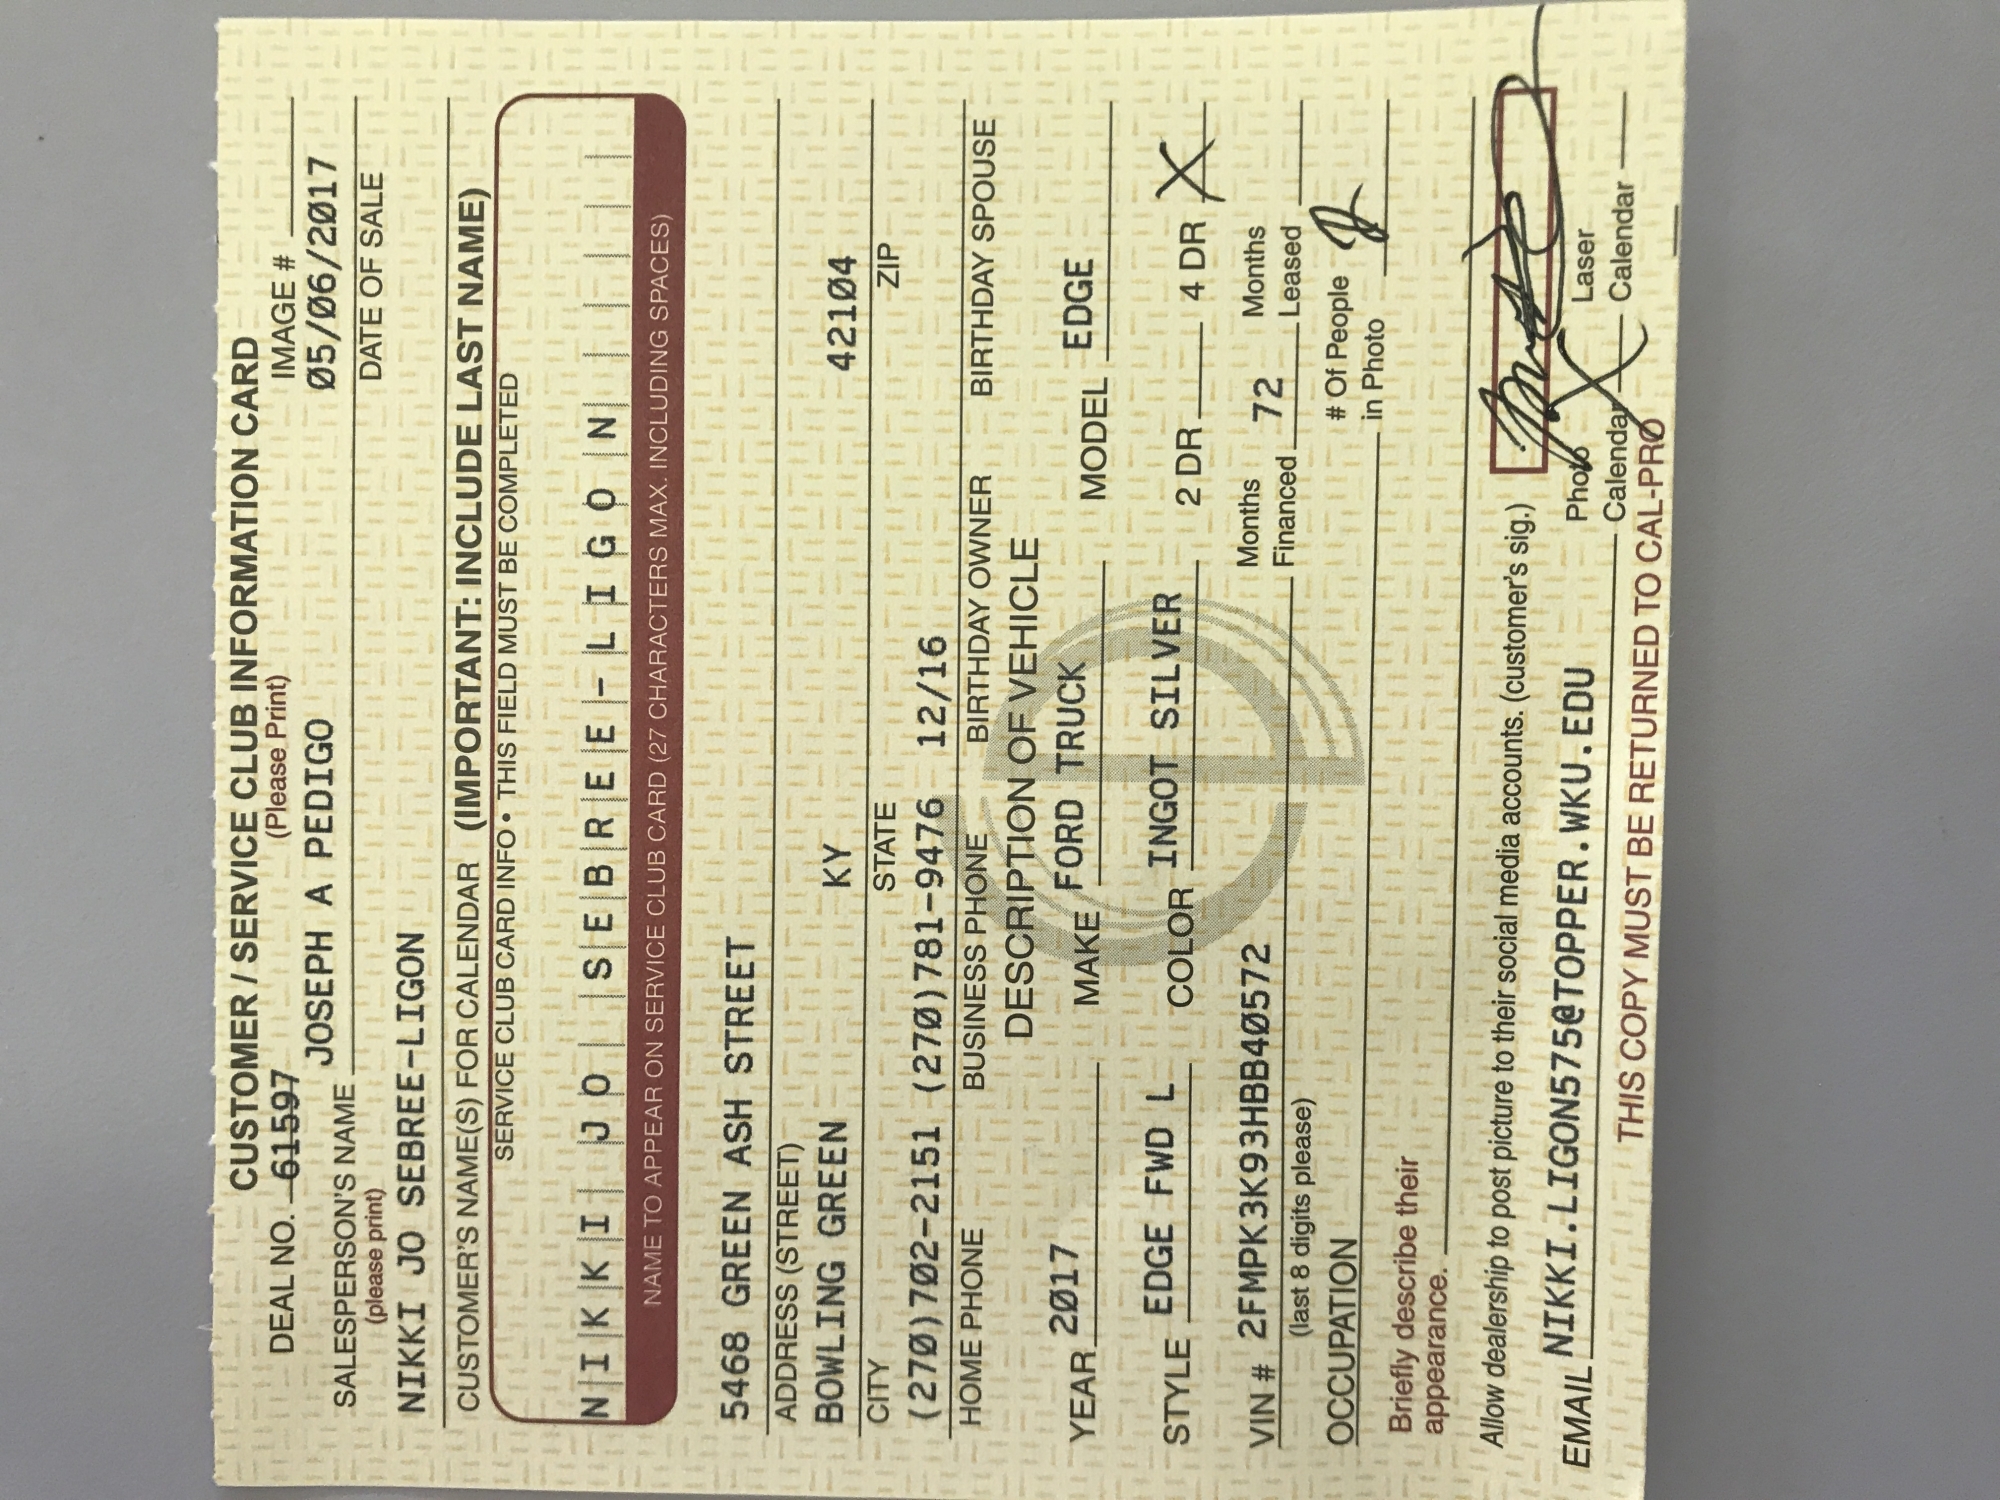 CUSTOMER / SERVICE CLUB INFORMATION CARD
(Please Print)
DEAL NO. 61597 IMAGE #
JOSEPH A PEDIGO 05/06/2017
SALESPERSON'S NAME DATE OF SALE
(please print)
NIKKI JO SEBREE-LIGON
CUSTOMER'S NAME(S) FOR CALENDAR (IMPORTANT: INCLUDE LAST NAME)
SERVICE CLUB CARD INFO • THIS FIELD MUST BE COMPLETED
NIKKI JO SEBREE-LIGON
NAME TO APPEAR ON SERVICE CLUB CARD (27 CHARACTERS MAX. INCLUDING SPACES)
5468 GREEN ASH STREET
ADDRESS (STREET)
BOWLING GREEN KY 42104
CITY STATE ZIP
(270)702-2151 (270)781-9476 12/16
HOME PHONE BUSINESS PHONE BIRTHDAY OWNER BIRTHDAY SPOUSE
DESCRIPTION OF VEHICLE
YEAR 2017 MAKE FORD TRUCK MODEL EDGE
STYLE EDGE FWD L COLOR INGOT SILVER 2 DR 4 DR X
VIN # 2FMPK3K93HBB40572 Months Financed 72 Months Leased
(last 8 digits please)
OCCUPATION # Of People in Photo
Briefly describe their
appearance.
Allow dealership to post picture to their social media accounts. (customer's sig.)
EMAIL NIKKI.LIGON575@TOPPER.WKU.EDU Photo Calendar X Laser Calendar
THIS COPY MUST BE RETURNED TO CAL-PRO